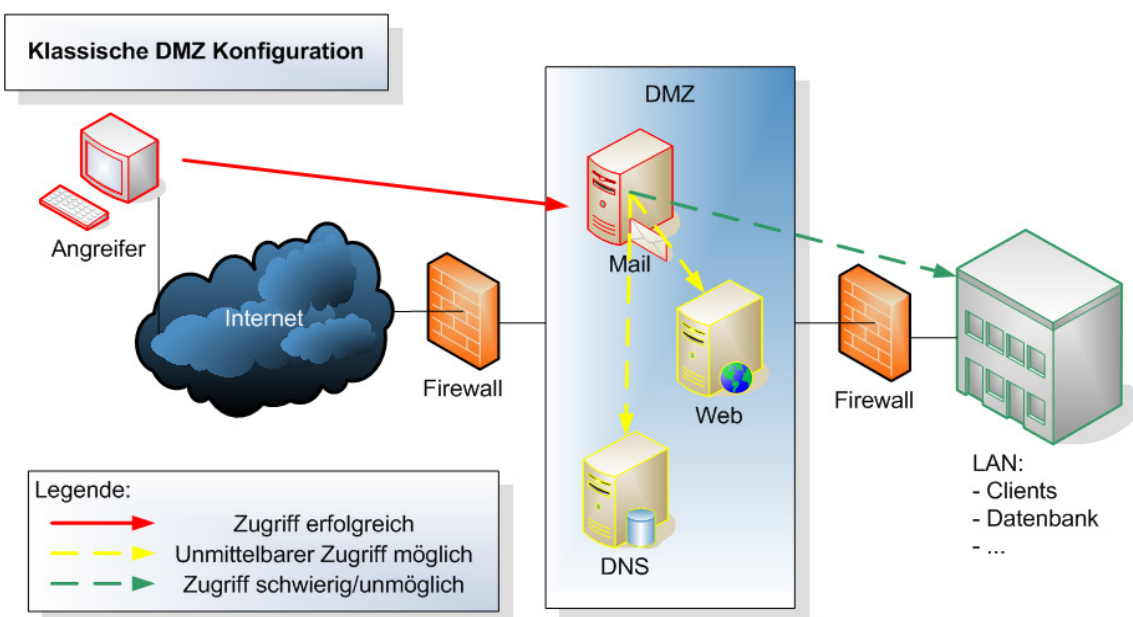 Klassische DMZ Konfiguration
DMZ
Angreifer
Mail
Internet
Firewall
Web
Firewall
DNS
LAN:
- Clients
- Datenbank
- ...
Legende:
Zugriff erfolgreich
Unmittelbarer Zugriff möglich
Zugriff schwierig/unmöglich